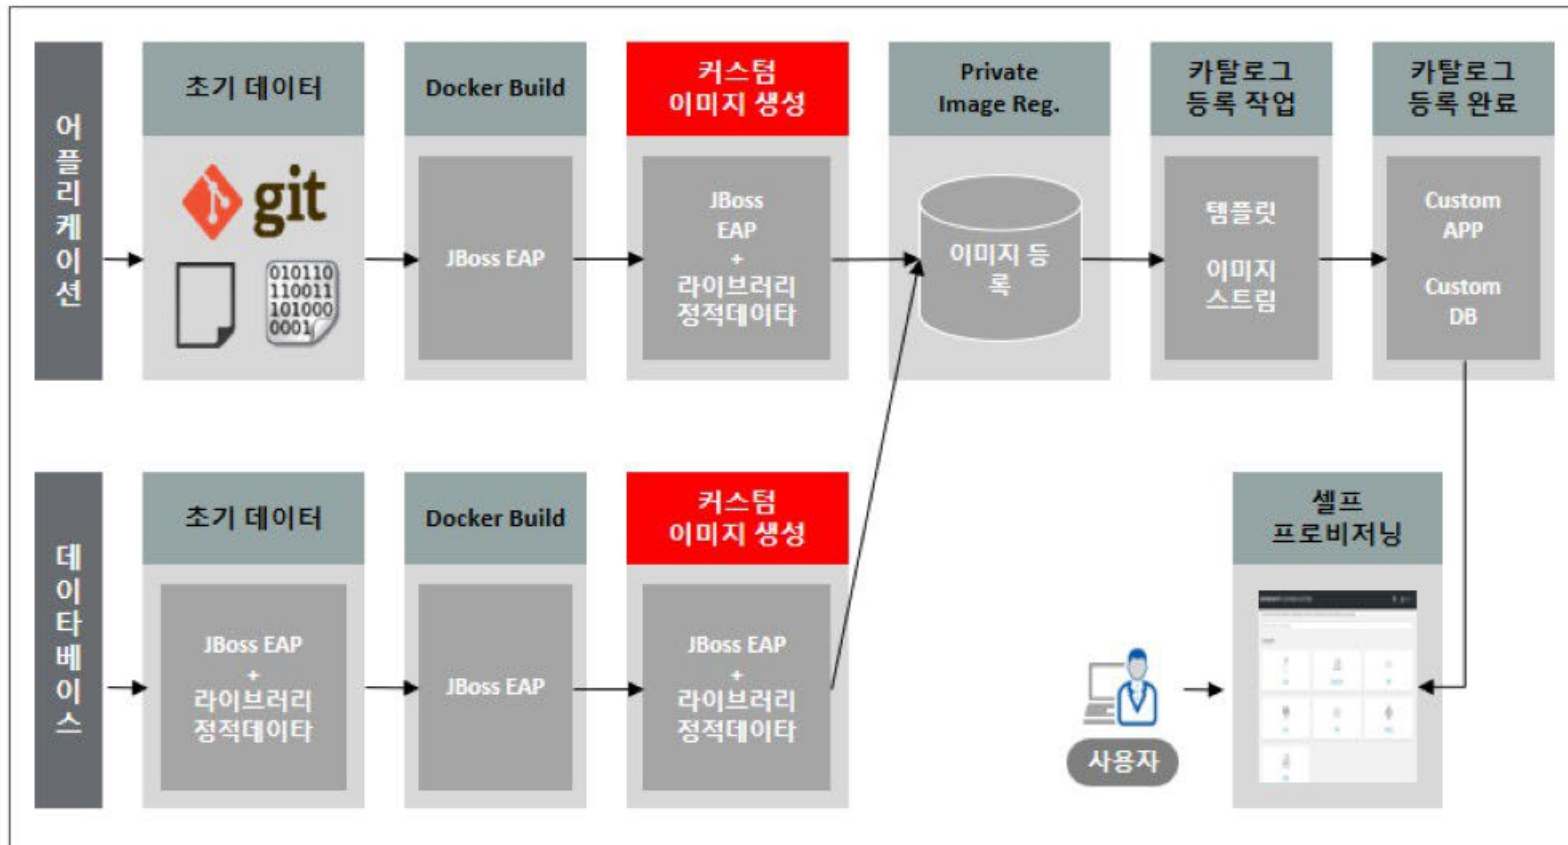 어플리케이션
초기 데이터
git
010110
110011
101000
0001
Docker Build
JBoss EAP
커스텀
이미지 생성
JBoss
EAP
+
라이브러리
정적데이타
Private
Image Reg.
이미지 등
록
카탈로그
등록 작업
템플릿
이미지
스트림
카탈로그
등록 완료
Custom
APP
Custom
DB
데이타베이스
초기 데이터
JBoss EAP
+
라이브러리
정적데이타
Docker Build
JBoss EAP
커스텀
이미지 생성
JBoss EAP
+
라이브러리
정적데이타
사용자
셀프
프로비저닝